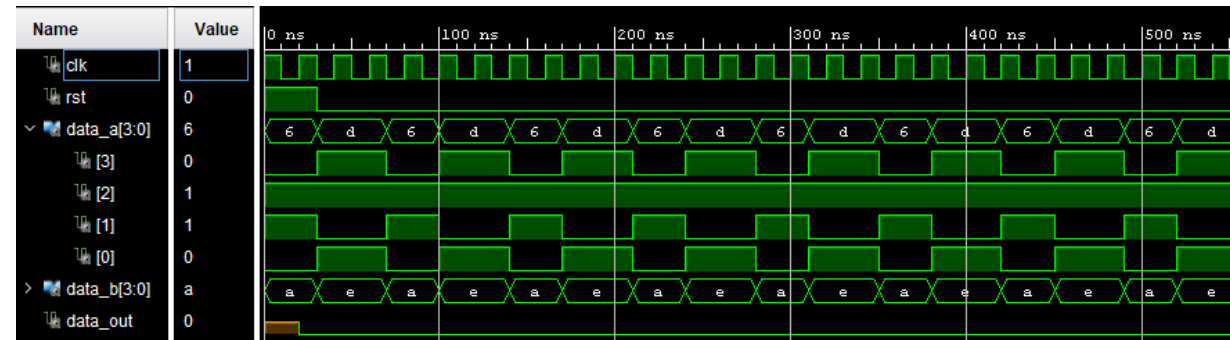 Name Value 0 ns 100 ns 200 ns 300 ns 400 ns 500 ns
clk 1
rst 0
data_a[3:0] 6 6 d 6 d 6 d 6 d 6 d 6 d 6 d 6 d
[3] 0
[2] 1
[1] 1
[0] 0
data_b[3:0] a a e a e a e a e a e a e a e a e
data_out 0